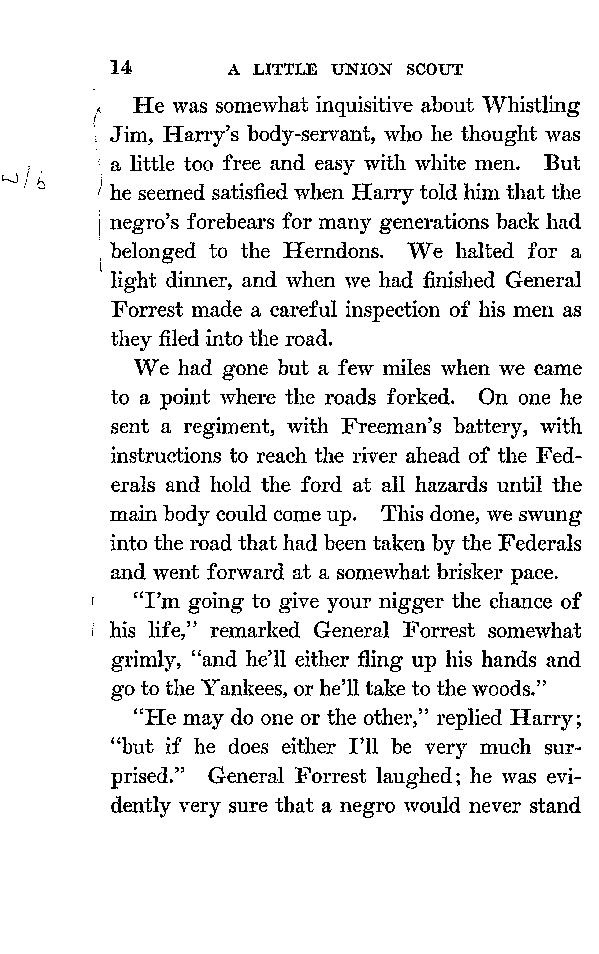 14 A LITTLE UNION SCOUT
He was somewhat inquisitive about Whistling
Jim, Harry's body-servant, who he thought was
a little too free and easy with white men. But
he seemed satisfied when Harry told him that the
negro's forebears for many generations back had
belonged to the Herndons. We halted for a
light dinner, and when we had finished General
Forrest made a careful inspection of his men as
they filed into the road.
We had gone but a few miles when we came
to a point where the roads forked. On one he
sent a regiment, with Freeman's battery, with
instructions to reach the river ahead of the Fed-
erals and hold the ford at all hazards until the
main body could come up. This done, we swung
into the road that had been taken by the Federals
and went forward at a somewhat brisker pace.
"I'm going to give your nigger the chance of
his life," remarked General Forrest somewhat
grimly, "and he'll either fling up his hands and
go to the Yankees, or he'll take to the woods."
"He may do one or the other," replied Harry;
"but if he does either I'll be very much sur-
prised." General Forrest laughed; he was evi-
dently very sure that a negro would never stand